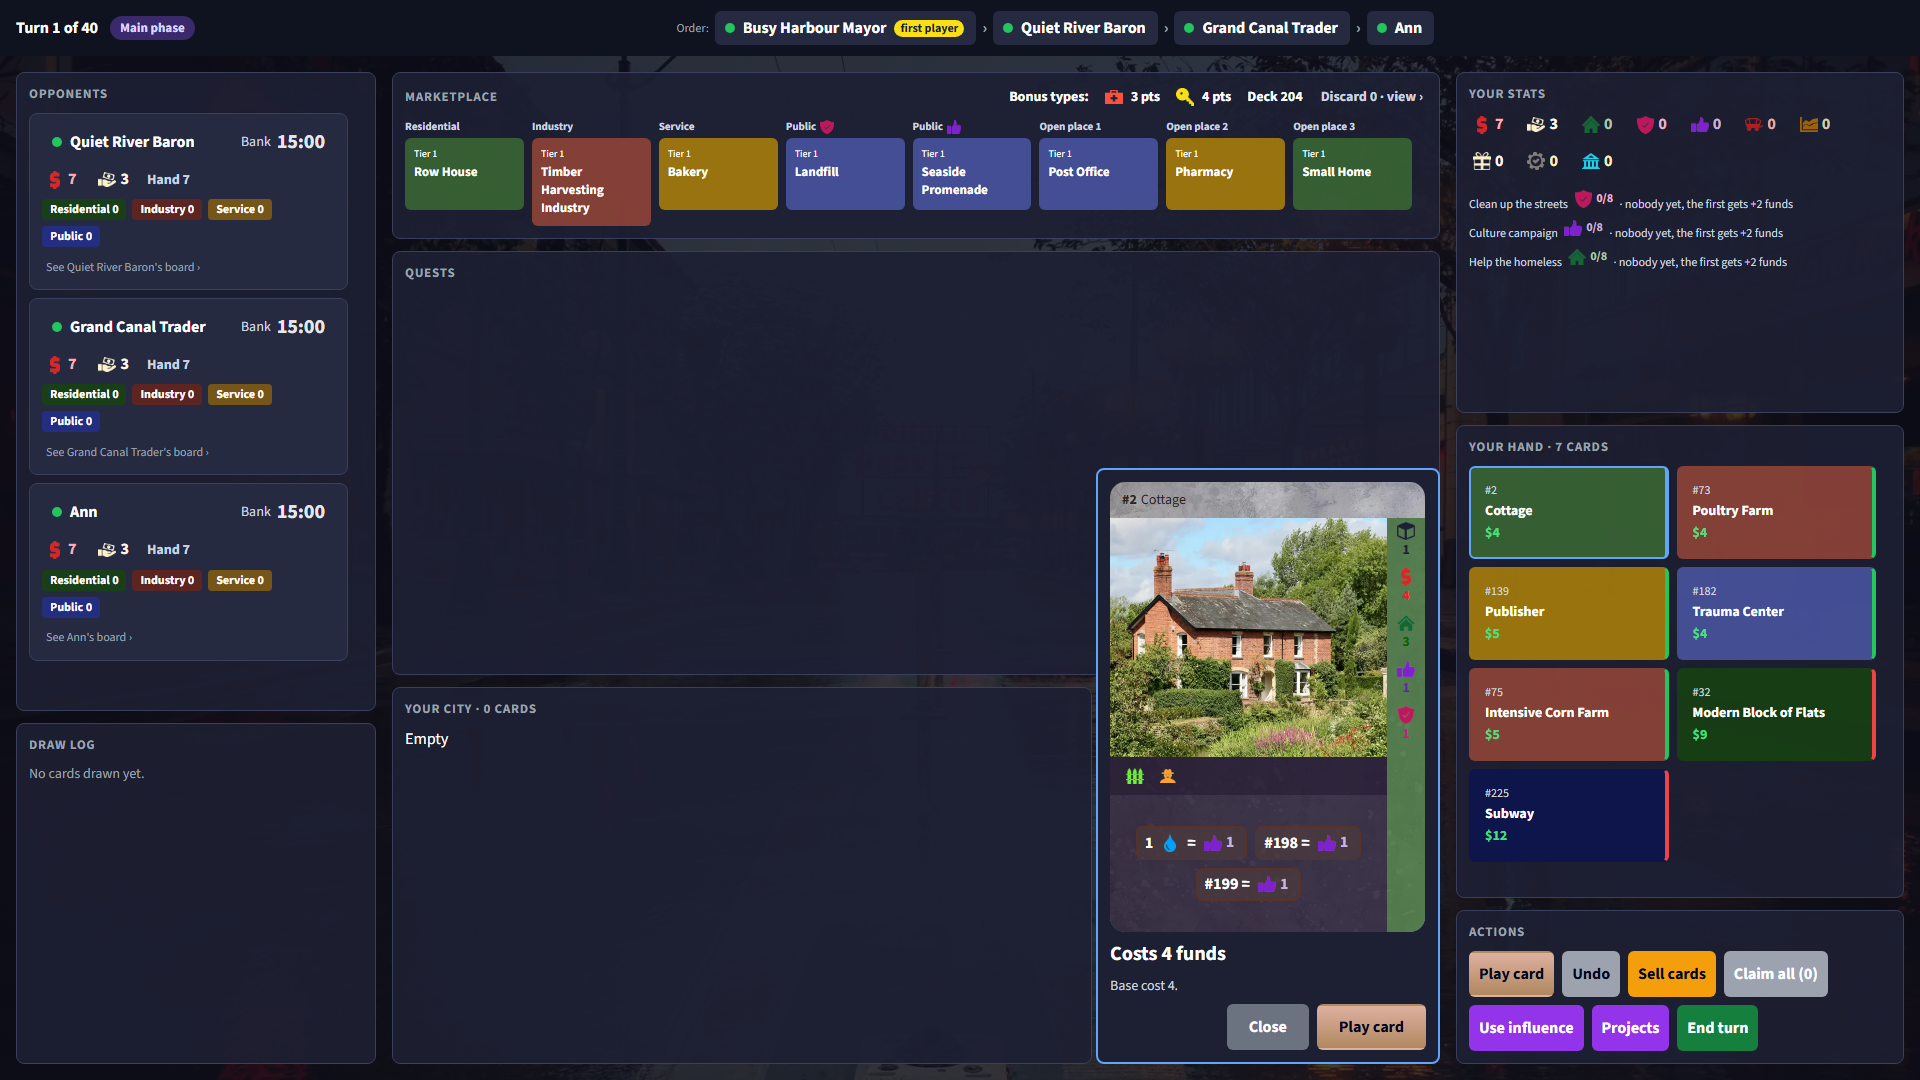 Turn 1 of 40 Main phase
Order: Busy Harbour Mayor first player › Quiet River Baron › Grand Canal Trader › Ann
OPPONENTS
Quiet River Baron Bank 15:00
7 3 Hand 7
Residential 0 Industry 0 Service 0
Public 0
See Quiet River Baron's board ›
Grand Canal Trader Bank 15:00
7 3 Hand 7
Residential 0 Industry 0 Service 0
Public 0
See Grand Canal Trader's board ›
Ann Bank 15:00
7 3 Hand 7
Residential 0 Industry 0 Service 0
Public 0
See Ann's board ›
DRAW LOG
No cards drawn yet.
MARKETPLACE
Bonus types: 3 pts 4 pts Deck 204 Discard 0 · view ›
Residential Industry Service Public Public Open place 1 Open place 2 Open place 3
Tier 1
Row House
Tier 1
Timber
Harvesting
Industry
Tier 1
Bakery
Tier 1
Landfill
Tier 1
Seaside
Promenade
Tier 1
Post Office
Tier 1
Pharmacy
Tier 1
Small Home
QUESTS
YOUR CITY · 0 CARDS
Empty
#2 Cottage
1
4
3
1
1
1 = 1 #198 = 1
#199 = 1
Costs 4 funds
Base cost 4.
Close Play card
YOUR STATS
7 3 0 0 0 0 0
0 0 0
Clean up the streets 0/8 · nobody yet, the first gets +2 funds
Culture campaign 0/8 · nobody yet, the first gets +2 funds
Help the homeless 0/8 · nobody yet, the first gets +2 funds
YOUR HAND · 7 CARDS
#2
Cottage
$4
#73
Poultry Farm
$4
#139
Publisher
$5
#182
Trauma Center
$4
#75
Intensive Corn Farm
$5
#32
Modern Block of Flats
$9
#225
Subway
$12
ACTIONS
Play card Undo Sell cards Claim all (0)
Use influence Projects End turn